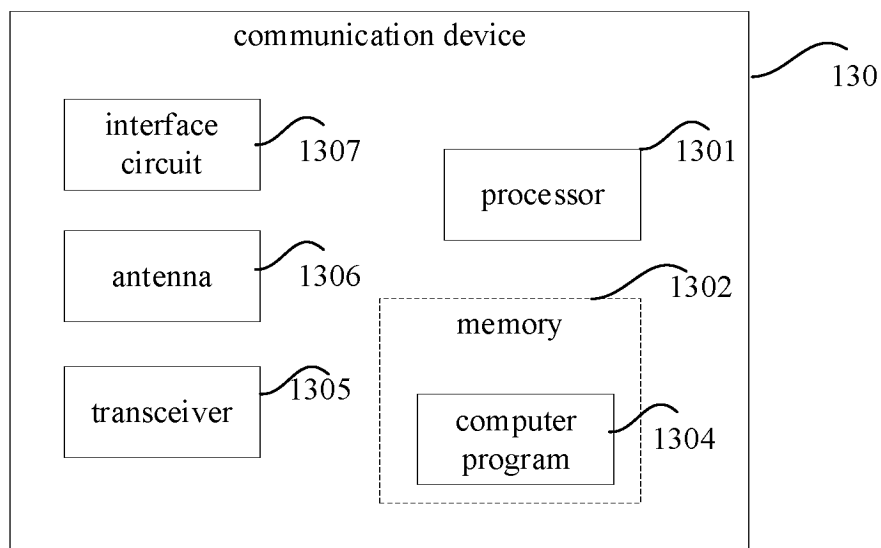 communication device
130
interface
circuit
1307
processor
1301
antenna
1306
memory
1302
transceiver
1305
computer
program
1304